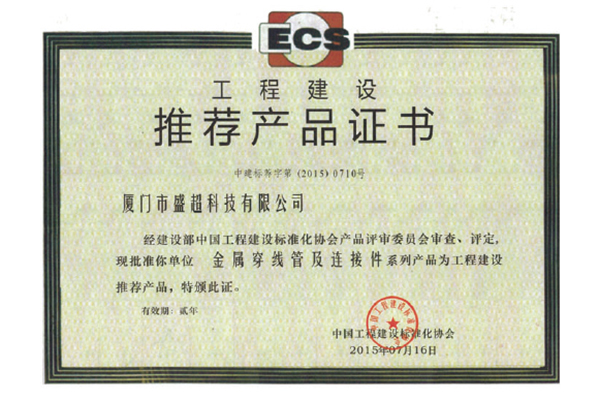 ECS
工程建设
推荐产品证书
中建标荐字第(2015)0710号
厦门市盛超科技有限公司
经建设部中国工程建设标准化协会产品评审委员会审查、评定,
现批准你单位 金属穿线管及连接件系列产品为工程建设
推荐产品,特颁此证。
有效期:贰年
中国工程建设标准化协会
2015年07月16日